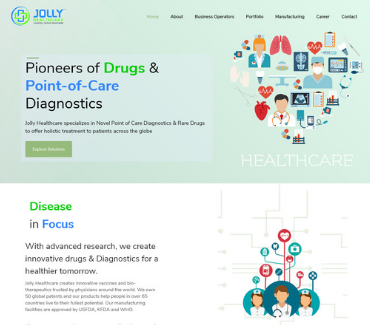 JOLLY
HEALTHCARE
Home About Business Operators Portfolio Manufacturing Career Contact
Pioneers of Drugs &
Point-of-Care
Diagnostics
Jolly Healthcare specializes in Novel Point of Care Diagnostics & Rare Drugs
to offer holistic treatment to patients across the globe
Explore Solutions
HEALTHCARE
Disease
in Focus
With advanced research, we create
innovative drugs & Diagnostics for a
healthier tomorrow.
Jolly Healthcare creates innovative vaccines and bio-
therapeutics trusted by physicians around the world. We own
50 global patents and our products help people in over 65
countries live to their fullest potential. Our manufacturing
facilities are approved by USFDA, KFDA and WHO.